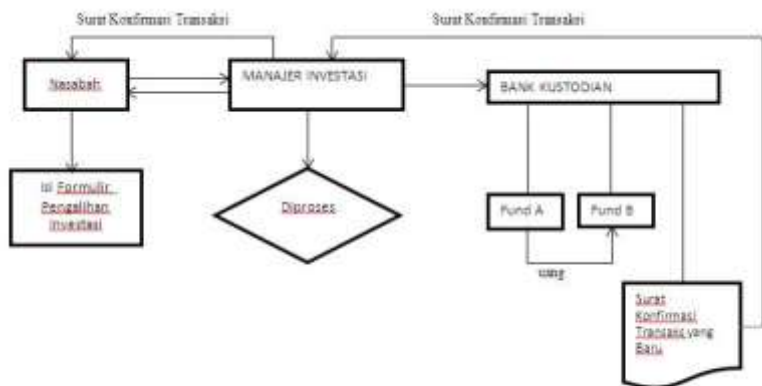 Surat Konfirmasi Transaksi
Surat Konfirmasi Transaksi
Nasabah
MANAJER INVESTASI
BANK KUSTODIAN
Isi Formulir
Pengalihan
Investasi
Diproses
Fund A
Fund B
uang
Surat
Konfirmasi
Transaks yang
Baru